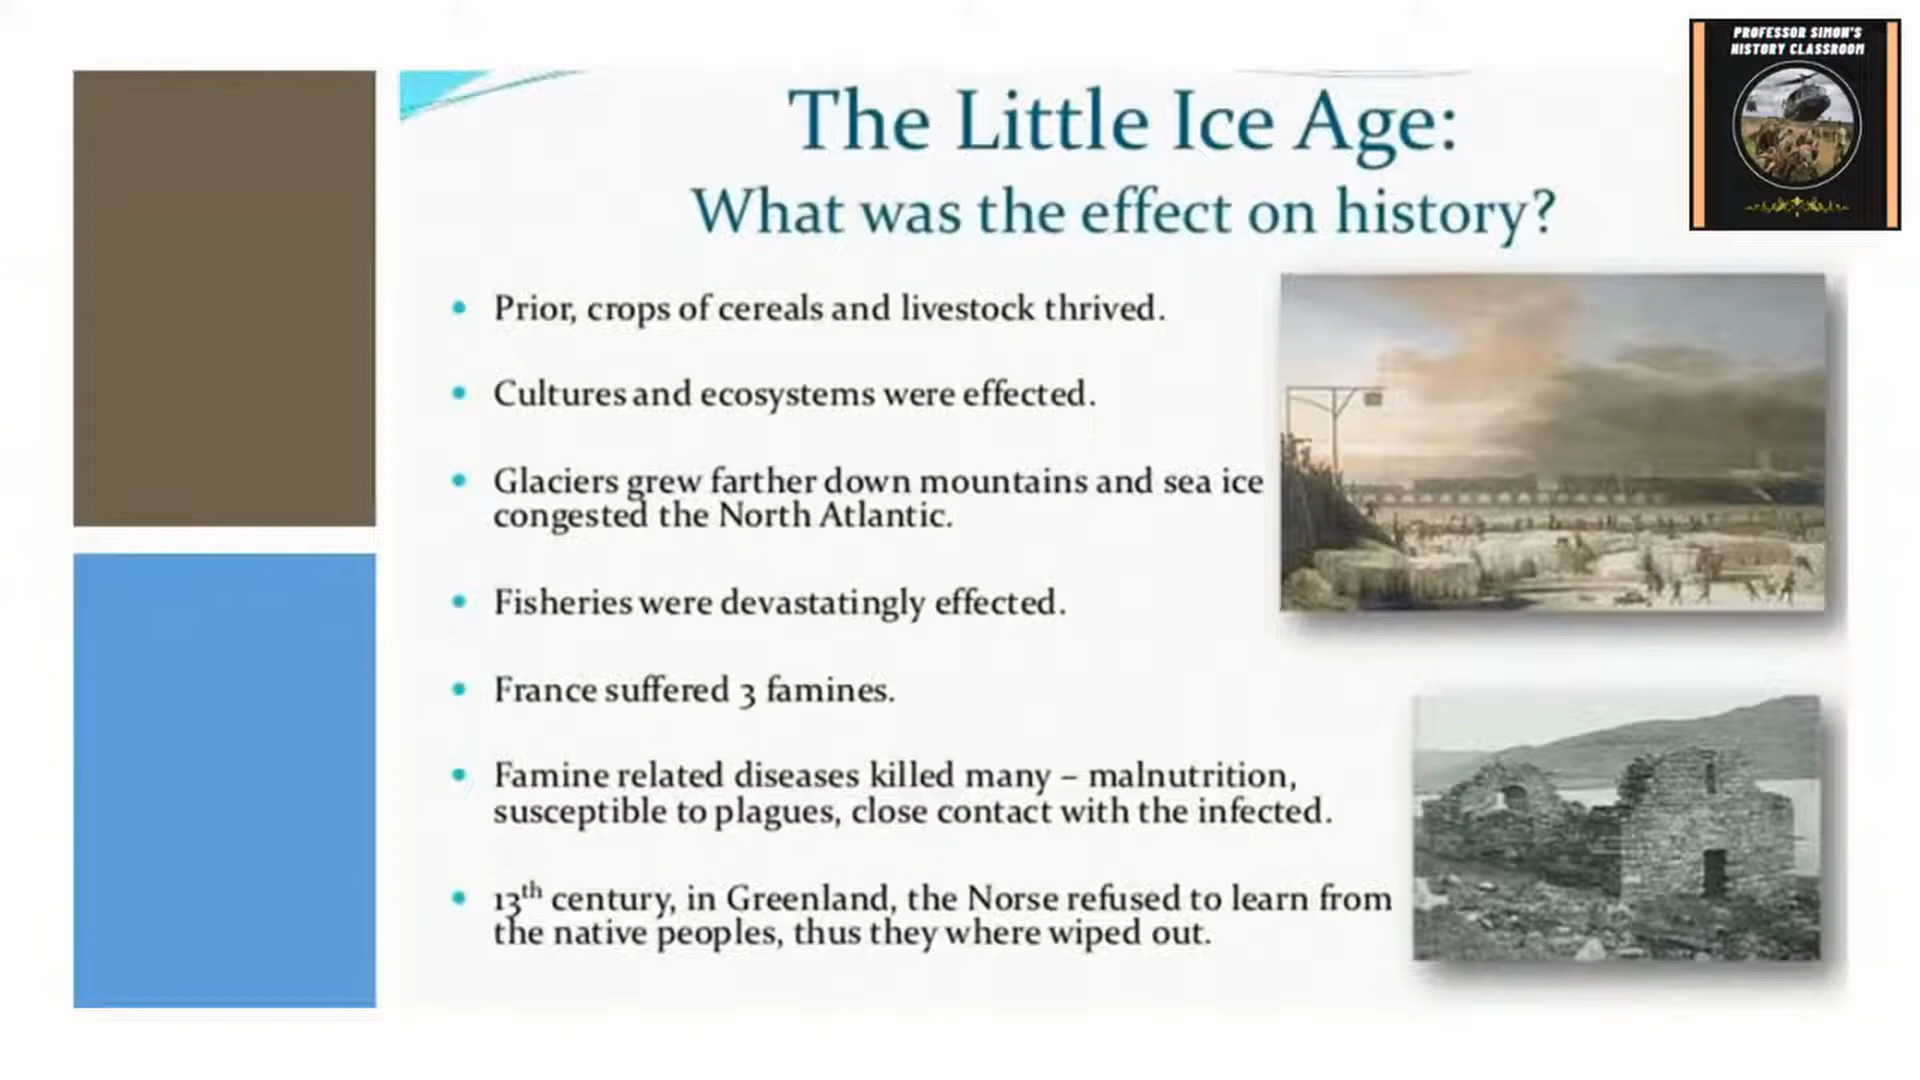 PROFESSOR SIMON'S
HISTORY CLASSROOM
The Little Ice Age:
What was the effect on history?
• Prior, crops of cereals and livestock thrived.
• Cultures and ecosystems were effected.
• Glaciers grew farther down mountains and sea ice
congested the North Atlantic.
• Fisheries were devastatingly effected.
• France suffered 3 famines.
• Famine related diseases killed many – malnutrition,
susceptible to plagues, close contact with the infected.
• 13th century, in Greenland, the Norse refused to learn from
the native peoples, thus they where wiped out.